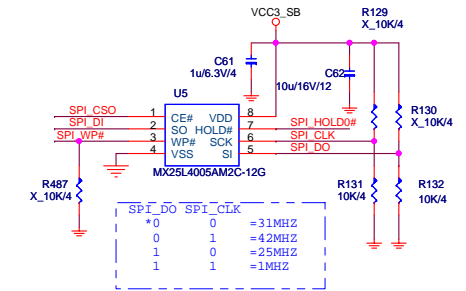 VCC3_SB
R129
X_10K/4
C61
1u/6.3V/4
C62
10u/16V/12
U5
SPI_CSO 1 CE# VDD 8
SPI_DI 2 SO HOLD# 7 SPI_HOLD0#
SPI_WP# 3 WP# SCK 6 SPI_CLK
4 VSS SI 5 SPI_DO
MX25L4005AM2C-12G
R130
X_10K/4
R487
X_10K/4
R131
10K/4
R132
10K/4
SPI_DO SPI_CLK
*0 0 =31MHZ
0 1 =42MHZ
1 0 =25MHZ
1 1 =1MHZ